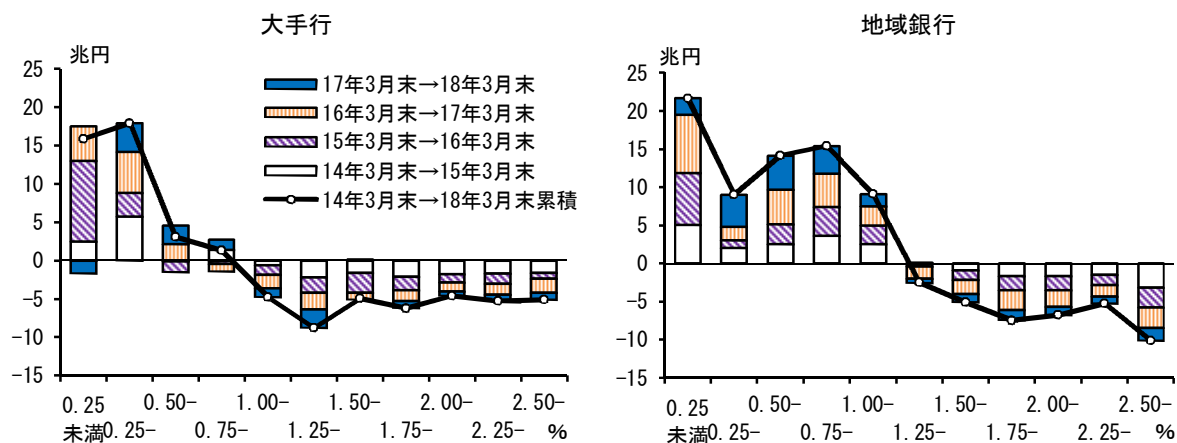 大手行
兆円
25
20
15
10
5
0
-5
-10
-15
17年3月末→18年3月末
16年3月末→17年3月末
15年3月末→16年3月末
14年3月末→15年3月末
14年3月末→18年3月末累積
0.25 0.50- 1.00- 1.50- 2.00- 2.50-
未満 0.25- 0.75- 1.25- 1.75- 2.25- %
地域銀行
兆円
25
20
15
10
5
0
-5
-10
-15
0.25 0.50- 1.00- 1.50- 2.00- 2.50-
未満 0.25- 0.75- 1.25- 1.75- 2.25- %